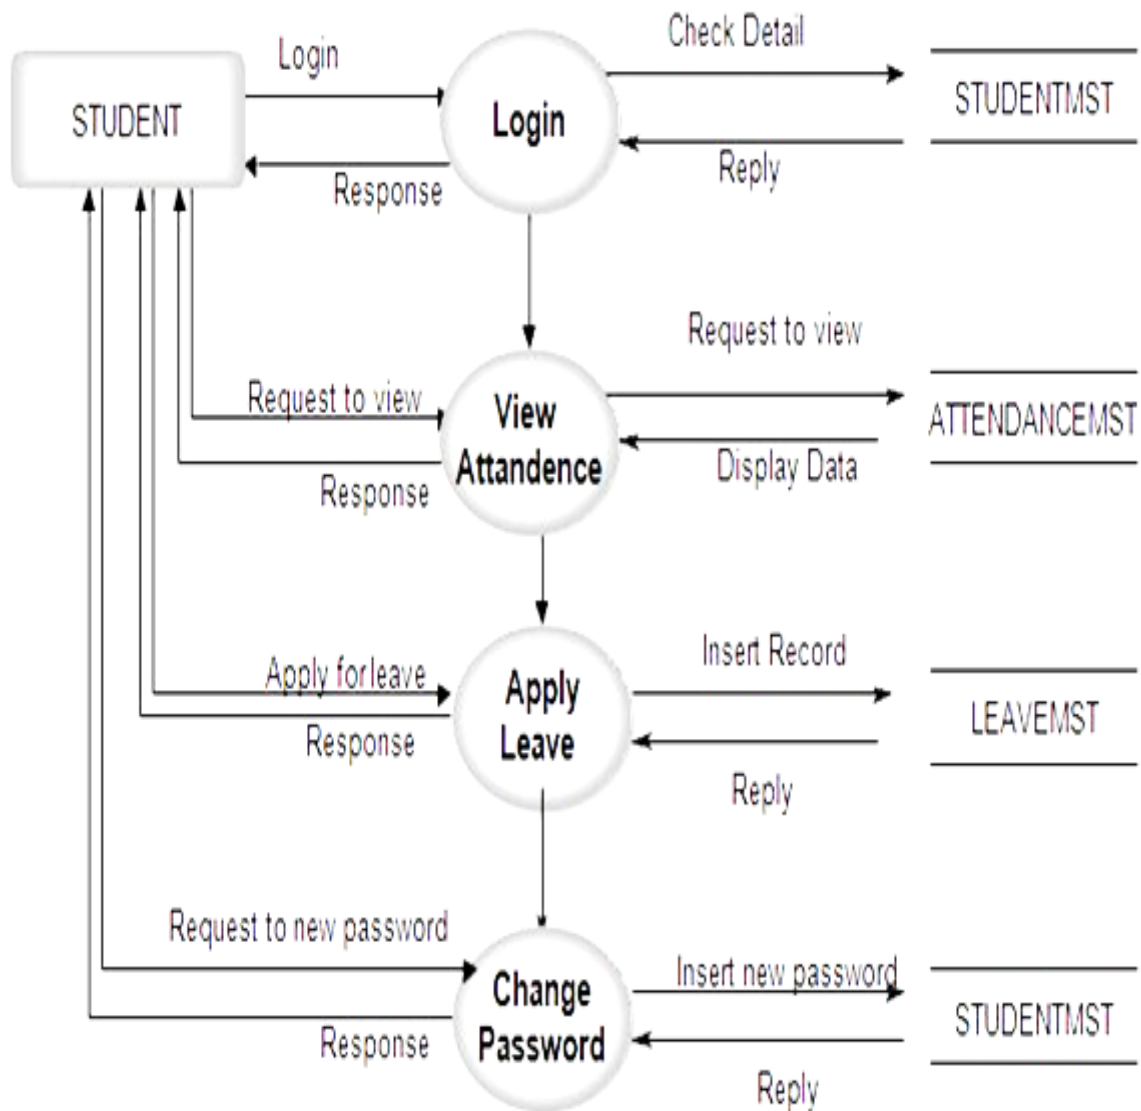 Login
Check Detail
STUDENT
Login
STUDENTMST
Response
Reply
Request to view
Request to view
View
Attandence
ATTENDANCEMST
Response
Display Data
Apply for leave
Insert Record
Apply
Leave
LEAVEMST
Response
Reply
Request to new password
Insert new password
Change
Password
STUDENTMST
Response
Reply